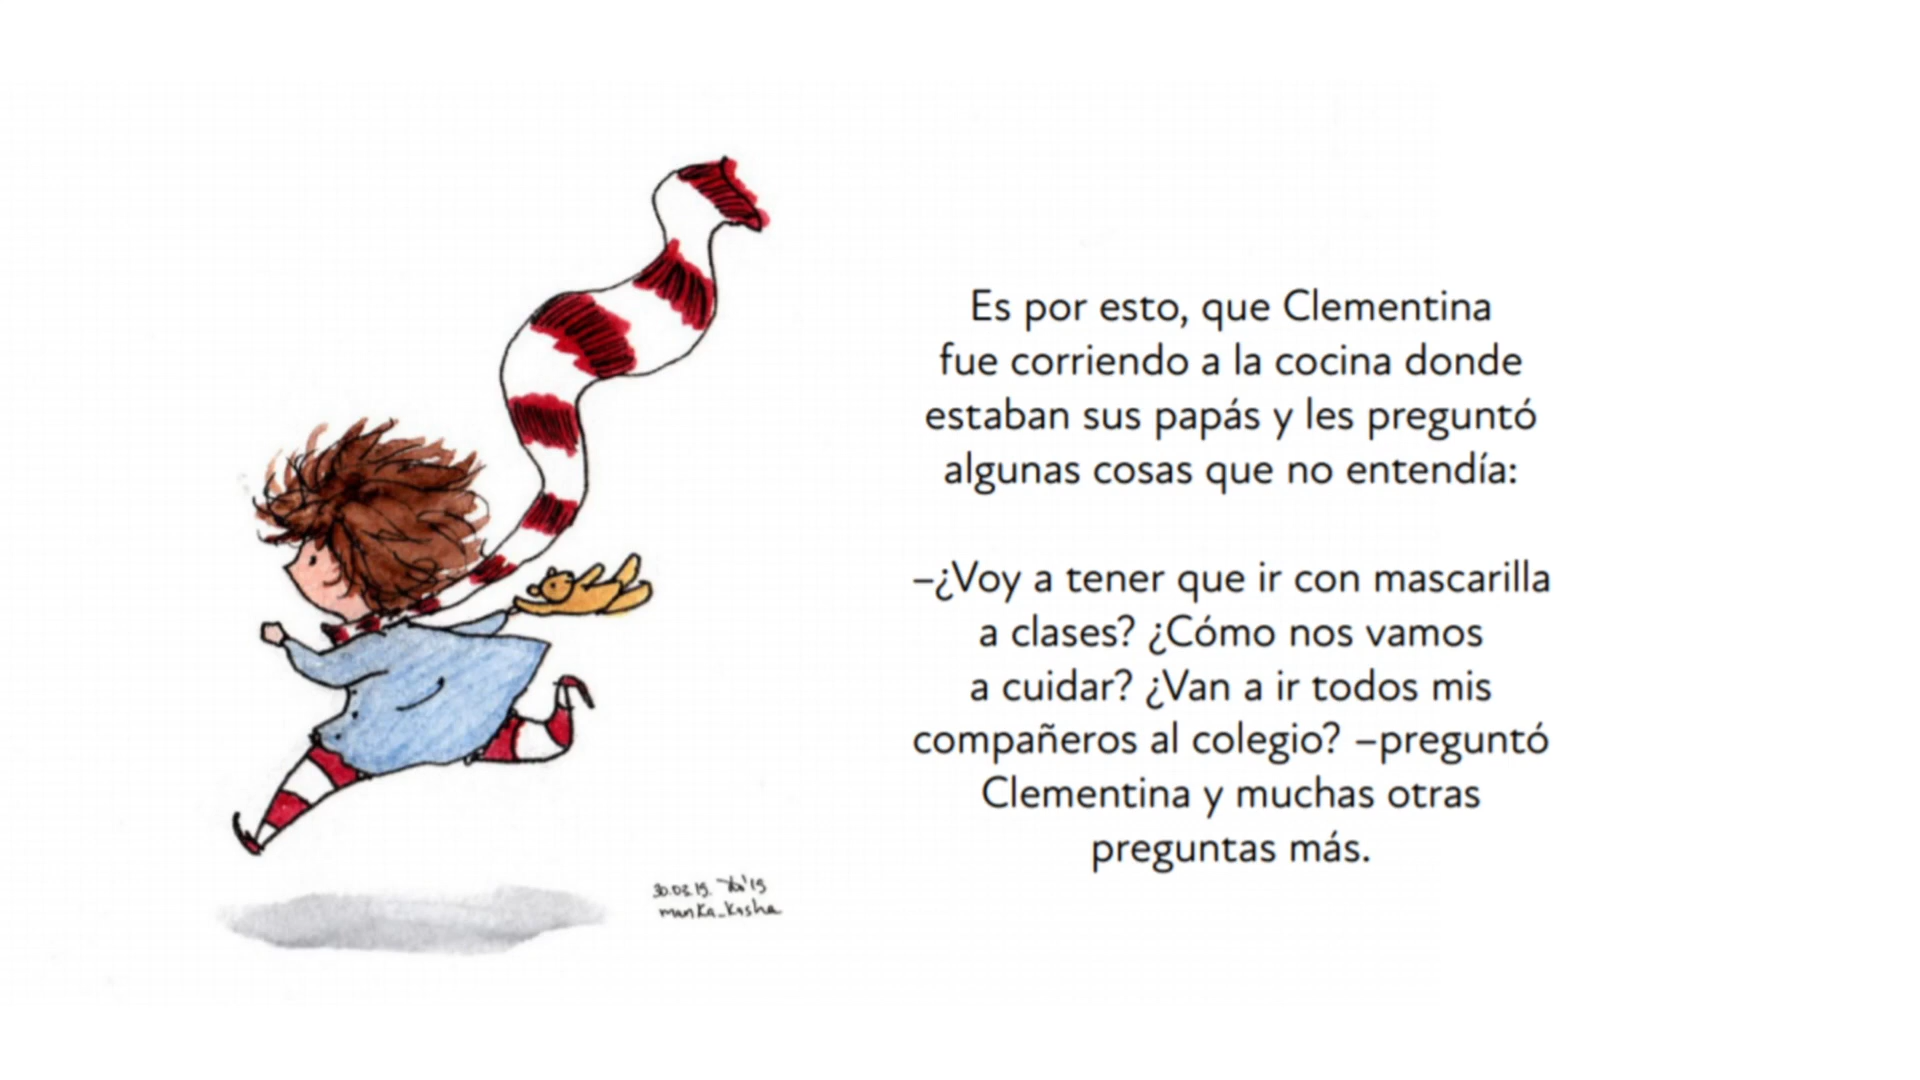 Es por esto, que Clementina
fue corriendo a la cocina donde
estaban sus papás y les preguntó
algunas cosas que no entendía:
–¿Voy a tener que ir con mascarilla
a clases? ¿Cómo nos vamos
a cuidar? ¿Van a ir todos mis
compañeros al colegio? –preguntó
Clementina y muchas otras
preguntas más.
30.03.15.
manka_kasha